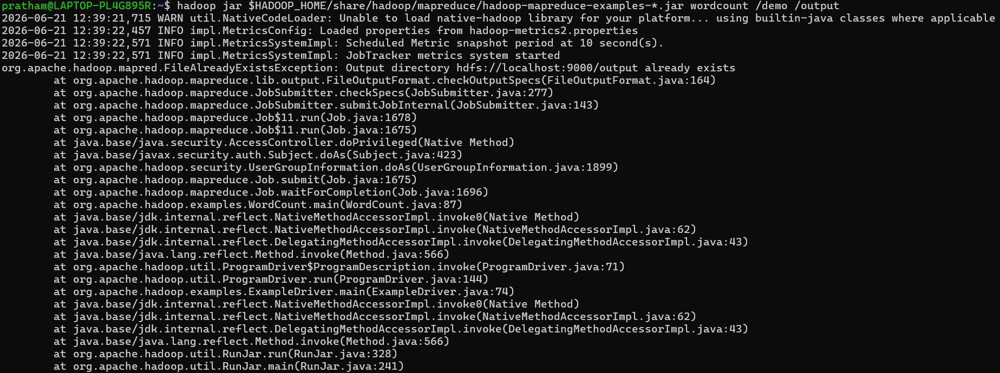 pratham@LAPTOP-PL4G895R:~$ hadoop jar $HADOOP_HOME/share/hadoop/mapreduce/hadoop-mapreduce-examples-*.jar wordcount /demo /output
2026-06-21 12:39:21,715 WARN util.NativeCodeLoader: Unable to load native-hadoop library for your platform... using builtin-java classes where applicable
2026-06-21 12:39:22,457 INFO impl.MetricsConfig: Loaded properties from hadoop-metrics2.properties
2026-06-21 12:39:22,571 INFO impl.MetricsSystemImpl: Scheduled Metric snapshot period at 10 second(s).
2026-06-21 12:39:22,571 INFO impl.MetricsSystemImpl: JobTracker metrics system started
org.apache.hadoop.mapred.FileAlreadyExistsException: Output directory hdfs://localhost:9000/output already exists
        at org.apache.hadoop.mapreduce.lib.output.FileOutputFormat.checkOutputSpecs(FileOutputFormat.java:164)
        at org.apache.hadoop.mapreduce.JobSubmitter.checkSpecs(JobSubmitter.java:277)
        at org.apache.hadoop.mapreduce.JobSubmitter.submitJobInternal(JobSubmitter.java:143)
        at org.apache.hadoop.mapreduce.Job$11.run(Job.java:1678)
        at org.apache.hadoop.mapreduce.Job$11.run(Job.java:1675)
        at java.base/java.security.AccessController.doPrivileged(Native Method)
        at java.base/javax.security.auth.Subject.doAs(Subject.java:423)
        at org.apache.hadoop.security.UserGroupInformation.doAs(UserGroupInformation.java:1899)
        at org.apache.hadoop.mapreduce.Job.submit(Job.java:1675)
        at org.apache.hadoop.mapreduce.Job.waitForCompletion(Job.java:1696)
        at org.apache.hadoop.examples.WordCount.main(WordCount.java:87)
        at java.base/jdk.internal.reflect.NativeMethodAccessorImpl.invoke0(Native Method)
        at java.base/jdk.internal.reflect.NativeMethodAccessorImpl.invoke(NativeMethodAccessorImpl.java:62)
        at java.base/jdk.internal.reflect.DelegatingMethodAccessorImpl.invoke(DelegatingMethodAccessorImpl.java:43)
        at java.base/java.lang.reflect.Method.invoke(Method.java:566)
        at org.apache.hadoop.util.ProgramDriver$ProgramDescription.invoke(ProgramDriver.java:71)
        at org.apache.hadoop.util.ProgramDriver.run(ProgramDriver.java:144)
        at org.apache.hadoop.examples.ExampleDriver.main(ExampleDriver.java:74)
        at java.base/jdk.internal.reflect.NativeMethodAccessorImpl.invoke0(Native Method)
        at java.base/jdk.internal.reflect.NativeMethodAccessorImpl.invoke(NativeMethodAccessorImpl.java:62)
        at java.base/jdk.internal.reflect.DelegatingMethodAccessorImpl.invoke(DelegatingMethodAccessorImpl.java:43)
        at java.base/java.lang.reflect.Method.invoke(Method.java:566)
        at org.apache.hadoop.util.RunJar.run(RunJar.java:328)
        at org.apache.hadoop.util.RunJar.main(RunJar.java:241)